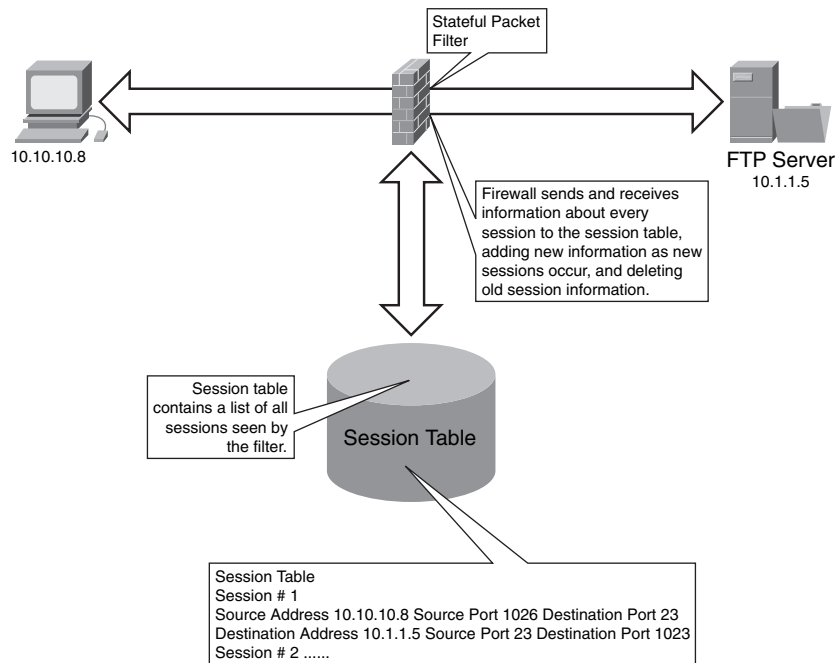 Stateful Packet
Filter
10.10.10.8
FTP Server
10.1.1.5
Firewall sends and receives
information about every
session to the session table,
adding new information as new
sessions occur, and deleting
old session information.
Session table
contains a list of all
sessions seen by
the filter.
Session Table
Session Table
Session # 1
Source Address 10.10.10.8 Source Port 1026 Destination Port 23
Destination Address 10.1.1.5 Source Port 23 Destination Port 1023
Session # 2 ......